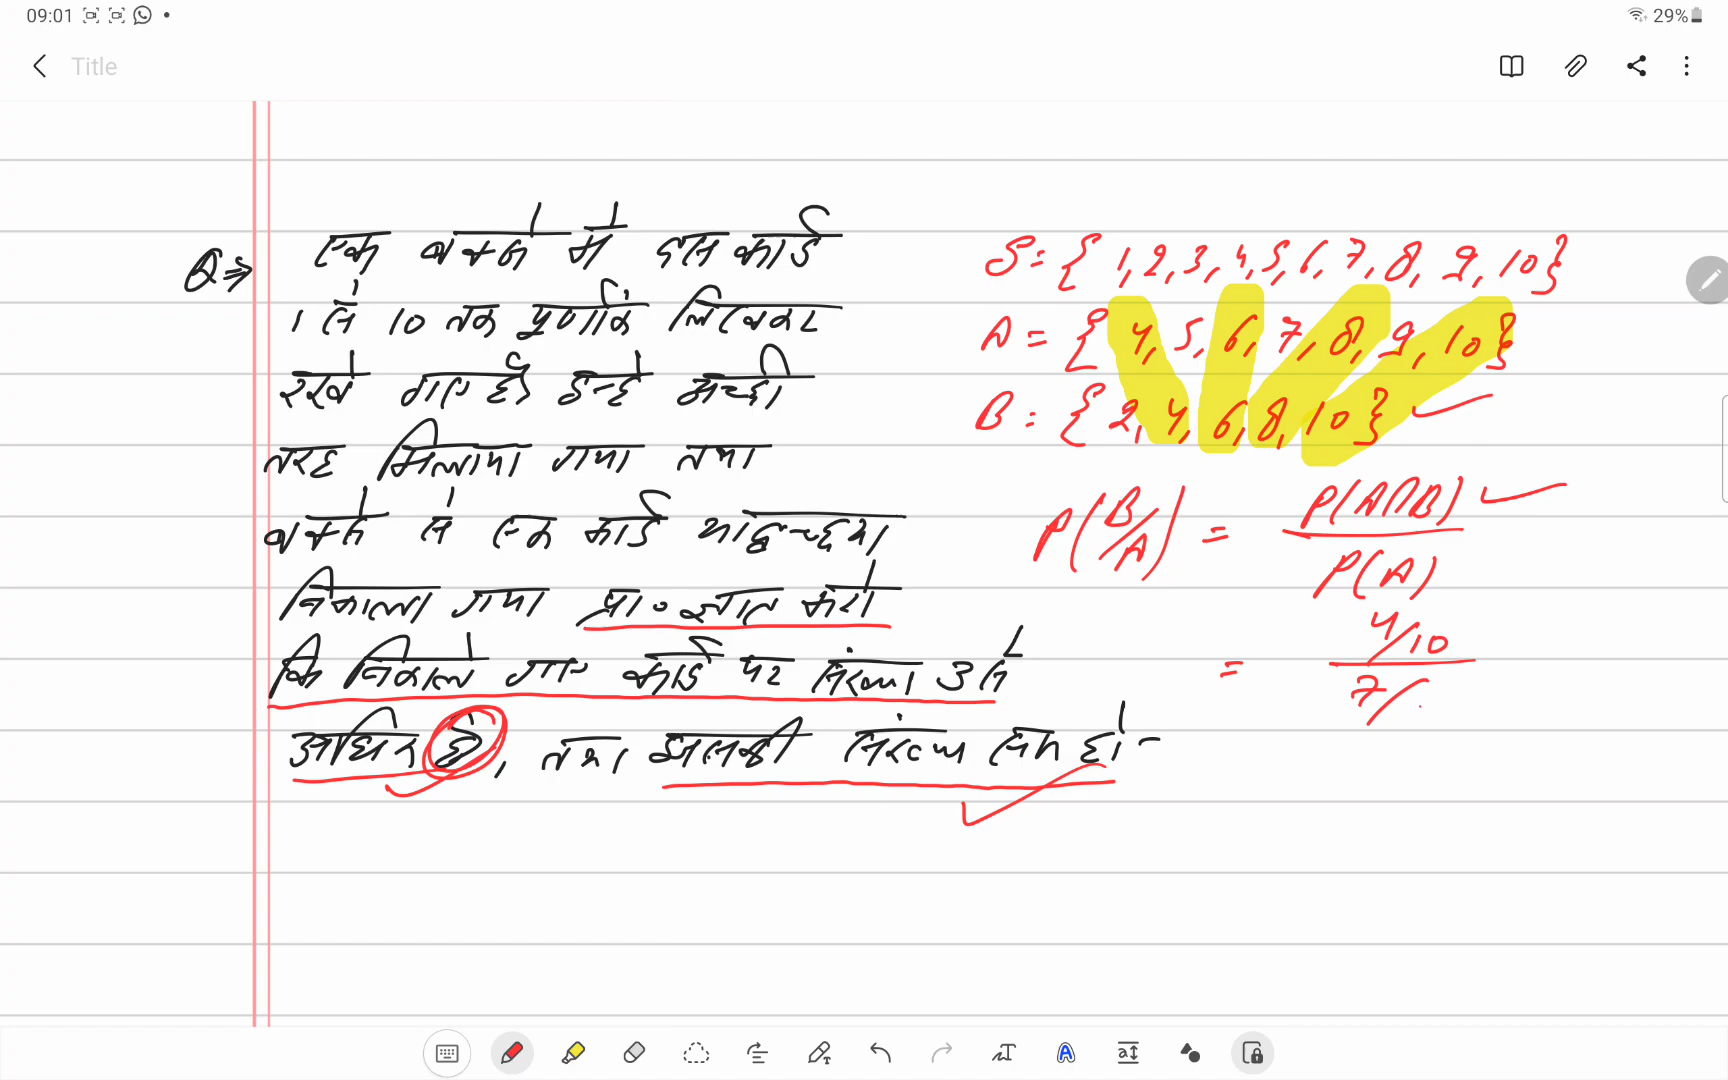 09:01
29%
Title
Q⇒ एक बक्से में दस कार्ड
1 से 10 तक पूर्णांक लिखकर
रखे गए हैं इन्हें अच्छी
तरह मिलाया गया तथा
बक्से से एक कार्ड यादृच्छया
निकाला गया प्रा० ज्ञात करो
कि निकाले गए कार्ड पर संख्या 3 से
अधिक है, तथा इसकी संख्या सम हो -
S = { 1, 2, 3, 4, 5, 6, 7, 8, 9, 10 }
A = { 4, 5, 6, 7, 8, 9, 10 }
B = { 2, 4, 6, 8, 10 } ✓
P(B/A) = P(A∩B) ✓
P(A)
= 4/10
7/